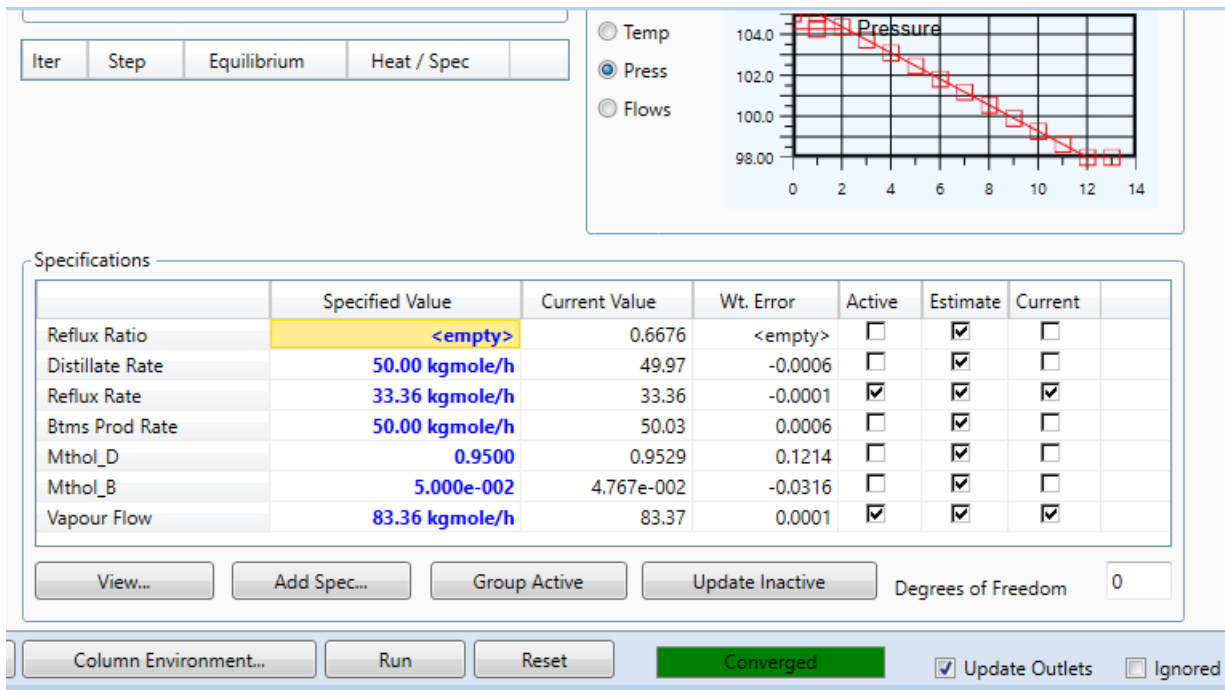 Temp
Press
Flows
Iter Step Equilibrium Heat / Spec
Pressure
104.0
102.0
100.0
98.00
0 2 4 6 8 10 12 14
Specifications
Specified Value Current Value Wt. Error Active Estimate Current
Reflux Ratio <empty> 0.6676 <empty>
Distillate Rate 50.00 kgmole/h 49.97 -0.0006
Reflux Rate 33.36 kgmole/h 33.36 -0.0001
Btms Prod Rate 50.00 kgmole/h 50.03 0.0006
Mthol_D 0.9500 0.9529 0.1214
Mthol_B 5.000e-002 4.767e-002 -0.0316
Vapour Flow 83.36 kgmole/h 83.37 0.0001
View... Add Spec... Group Active Update Inactive Degrees of Freedom 0
Column Environment... Run Reset Converged Update Outlets Ignored